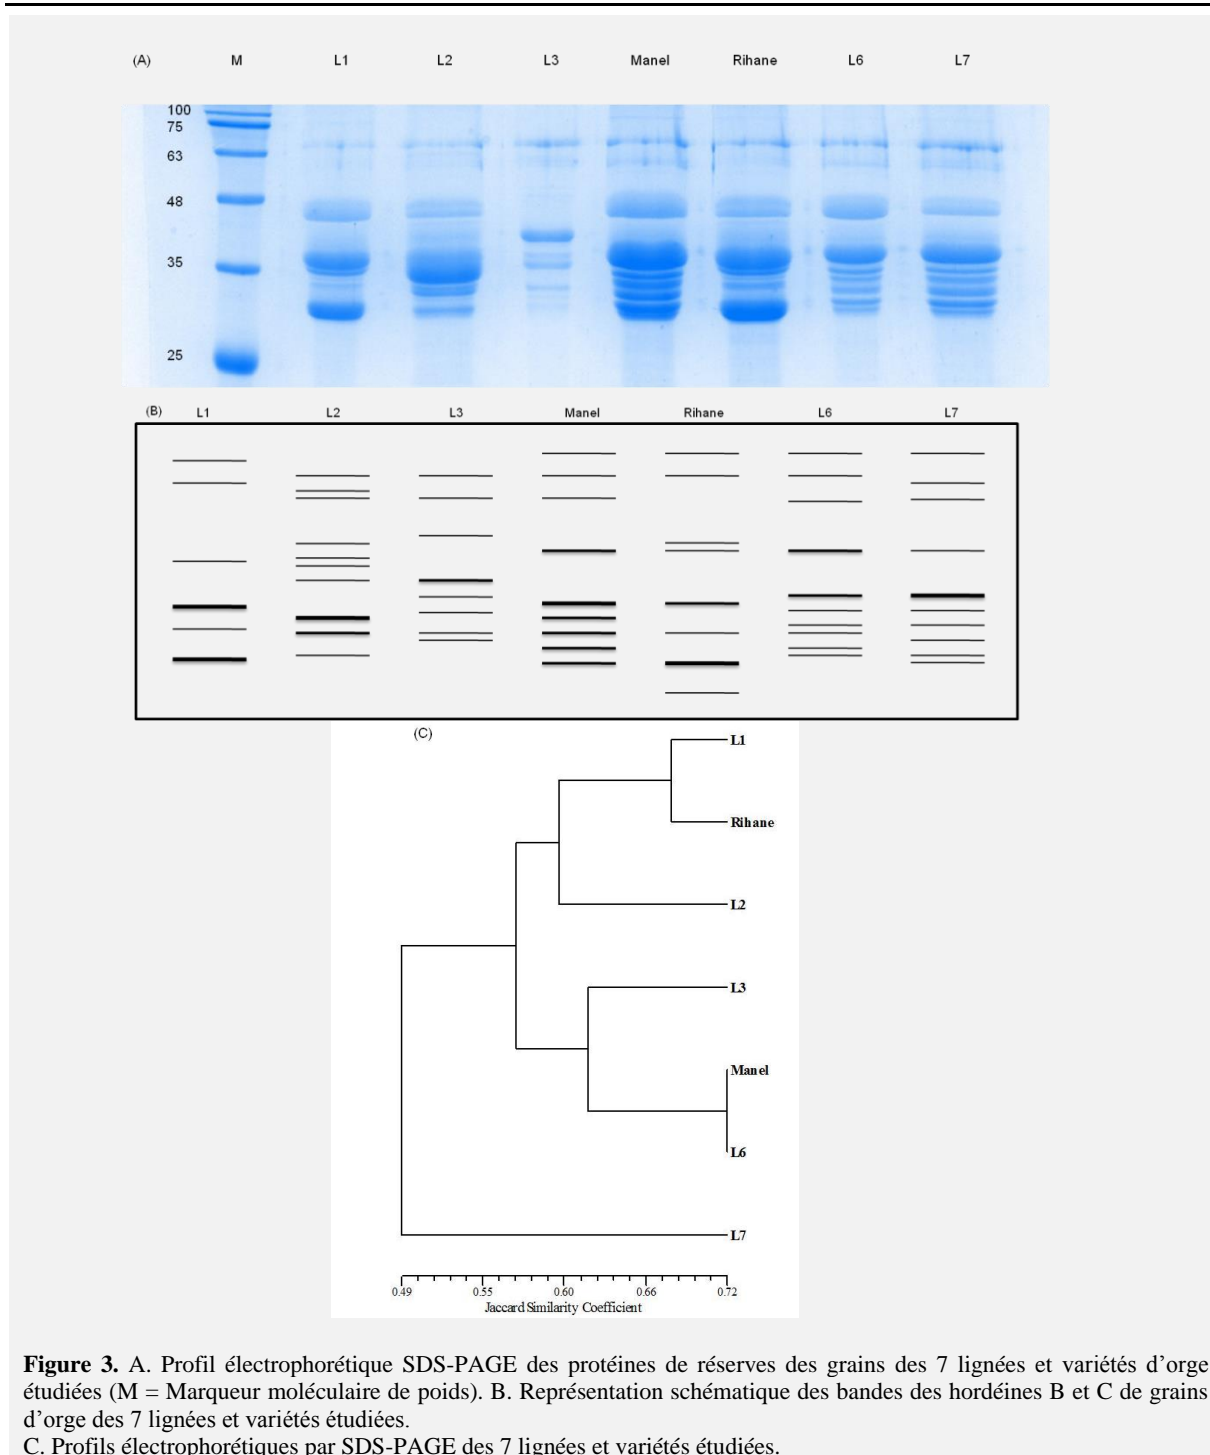 (A) M L1 L2 L3 Manel Rihane L6 L7
100
75
63
48
35
25
(B) L1 L2 L3 Manel Rihane L6 L7
(C)
L1
Rihane
L2
L3
Manel
L6
L7
0.49 0.55 0.60 0.66 0.72
Jaccard Similarity Coefficient
Figure 3. A. Profil électrophorétique SDS-PAGE des protéines de réserves des grains des 7 lignées et variétés d’orge
étudiées (M = Marqueur moléculaire de poids). B. Représentation schématique des bandes des hordéines B et C de grains
d’orge des 7 lignées et variétés étudiées.
C. Profils électrophorétiques par SDS-PAGE des 7 lignées et variétés étudiées.